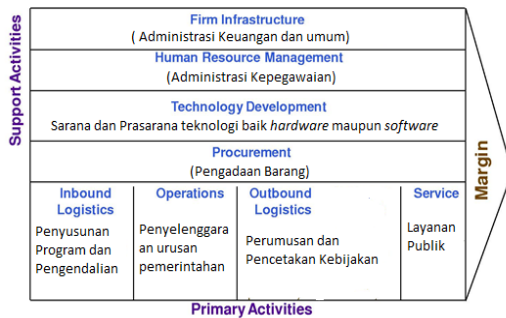 Support Activities
Firm Infrastructure
( Administrasi Keuangan dan umum)
Human Resource Management
(Administrasi Kepegawaian)
Technology Development
Sarana dan Prasarana teknologi baik hardware maupun software
Procurement
(Pengadaan Barang)
Inbound
Logistics
Penyusunan
Program dan
Pengendalian
Operations
Penyelenggara
an urusan
pemerintahan
Outbound
Logistics
Perumusan dan
Pencetakan Kebijakan
Service
Layanan
Publik
Margin
Primary Activities